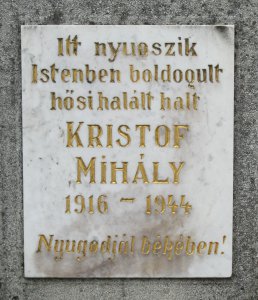 Itt nyugszik
Istenben boldogult
hősi halált halt
KRISTOF
MIHÁLY
1916 - 1944
Nyugodjál békében!